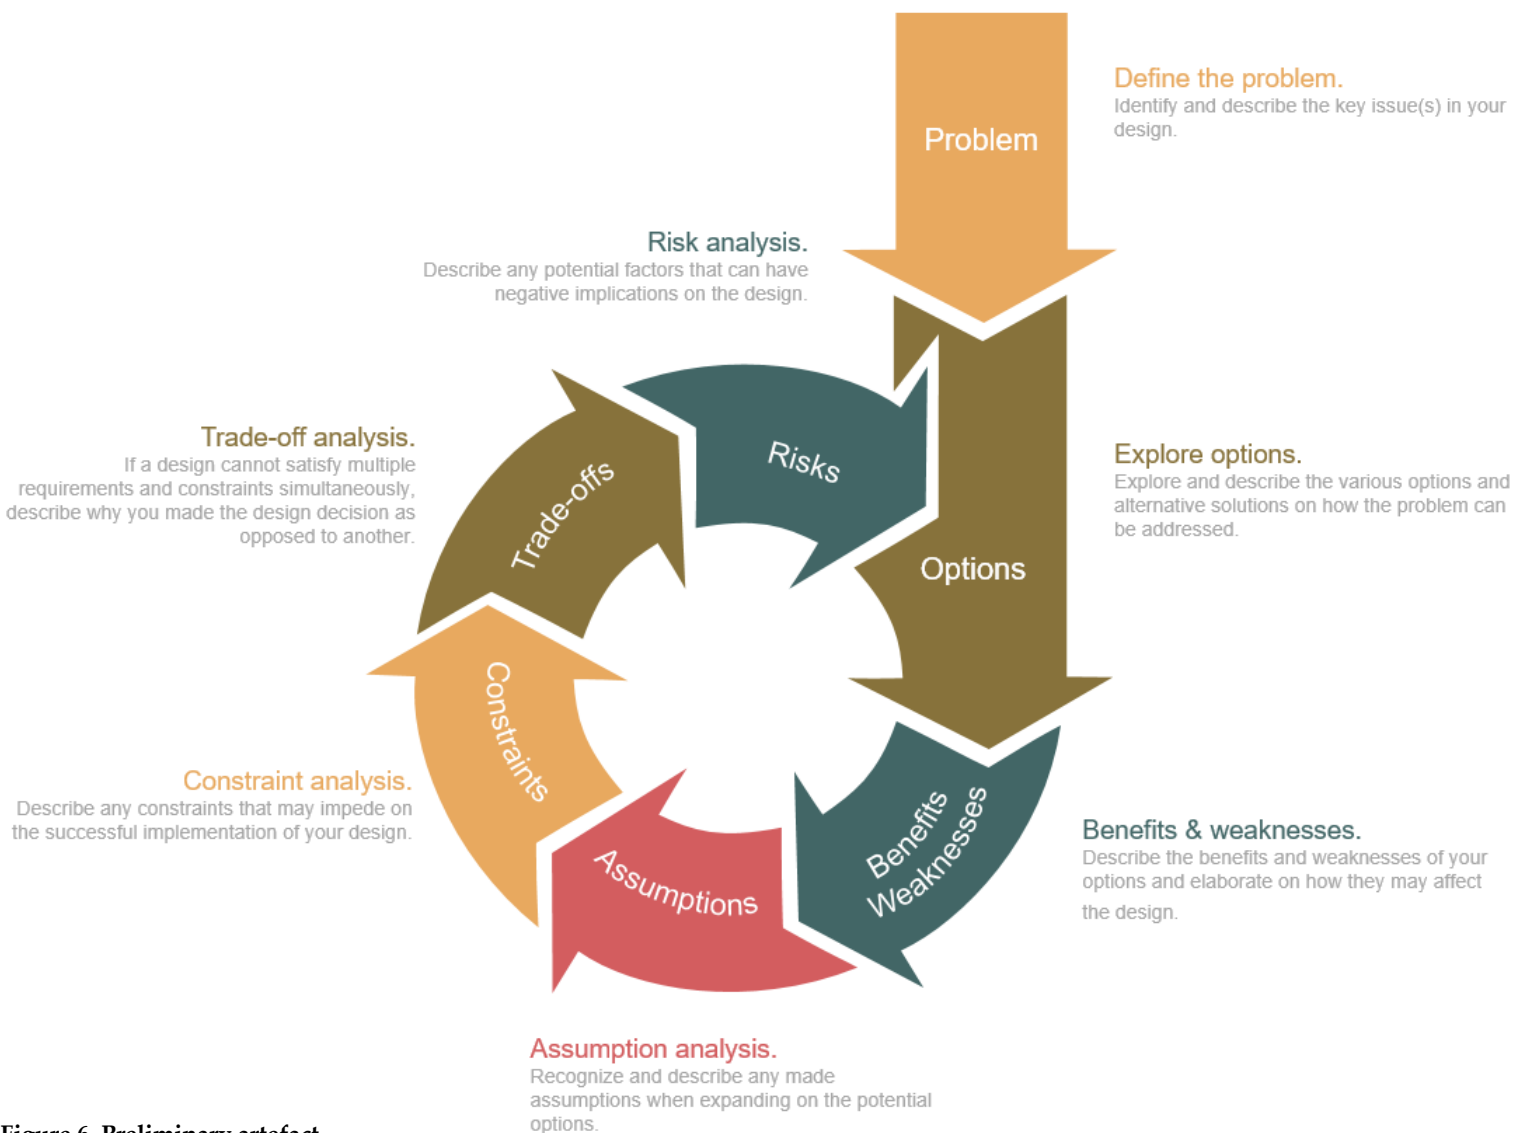 Problem
Define the problem.
Identify and describe the key issue(s) in your
design.
Risk analysis.
Describe any potential factors that can have
negative implications on the design.
Risks
Trade-off analysis.
If a design cannot satisfy multiple
requirements and constraints simultaneously,
describe why you made the design decision as
opposed to another.
Trade-offs
Explore options.
Explore and describe the various options and
alternative solutions on how the problem can
be addressed.
Options
Constraints
Constraint analysis.
Describe any constraints that may impede on
the successful implementation of your design.
Benefits
Weaknesses
Benefits & weaknesses.
Describe the benefits and weaknesses of your
options and elaborate on how they may affect
the design.
Assumptions
Assumption analysis.
Recognize and describe any made
assumptions when expanding on the potential
options.
Figure 6. Preliminary artefact